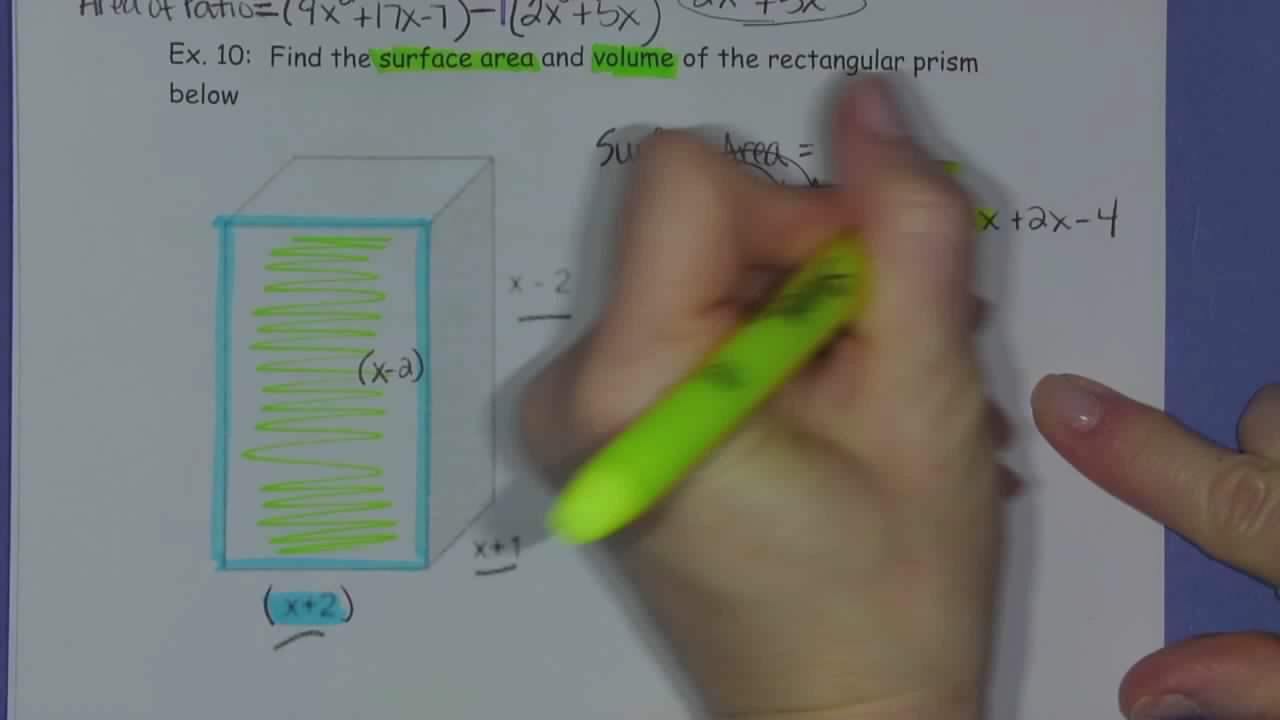 Area of ratio=(9x²+17x-7)-1(2x²+5x)
Ex. 10: Find the surface area and volume of the rectangular prism
below
Area =
x +2x-4
x - 2
(x-2)
x+1
(x+2)